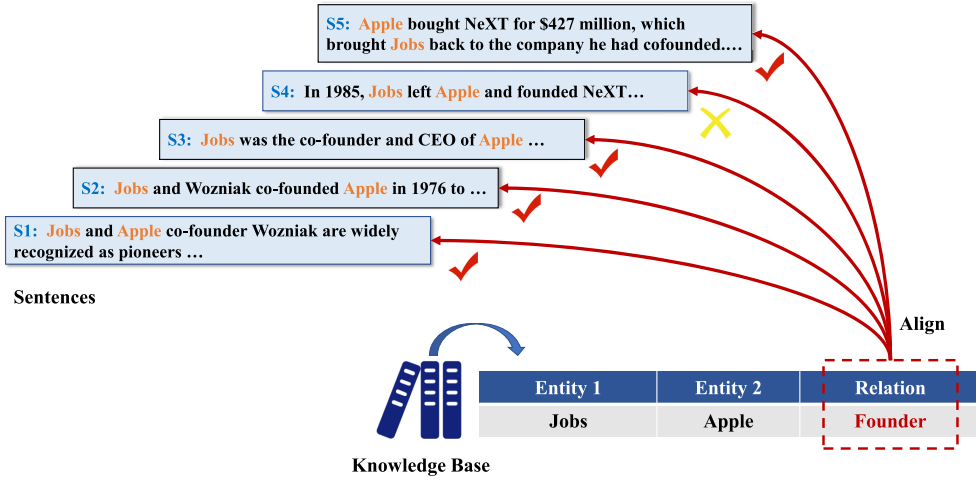 S5: Apple bought NeXT for $427 million, which
brought Jobs back to the company he had cofounded.…
S4: In 1985, Jobs left Apple and founded NeXT…
S3: Jobs was the co-founder and CEO of Apple …
S2: Jobs and Wozniak co-founded Apple in 1976 to …
S1: Jobs and Apple co-founder Wozniak are widely
recognized as pioneers …
Sentences
Align
Entity 1 Entity 2 Relation
Jobs Apple Founder
Knowledge Base